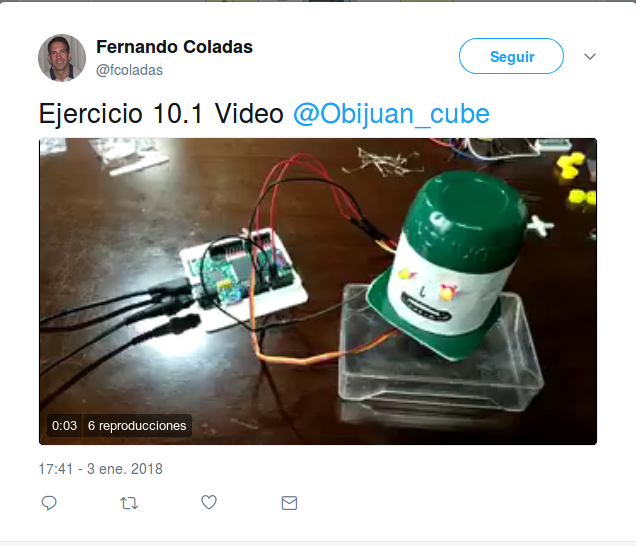 Fernando Coladas
@fcoladas
Seguir
Ejercicio 10.1 Video @Obijuan_cube
0:03 6 reproducciones
17:41 - 3 ene. 2018